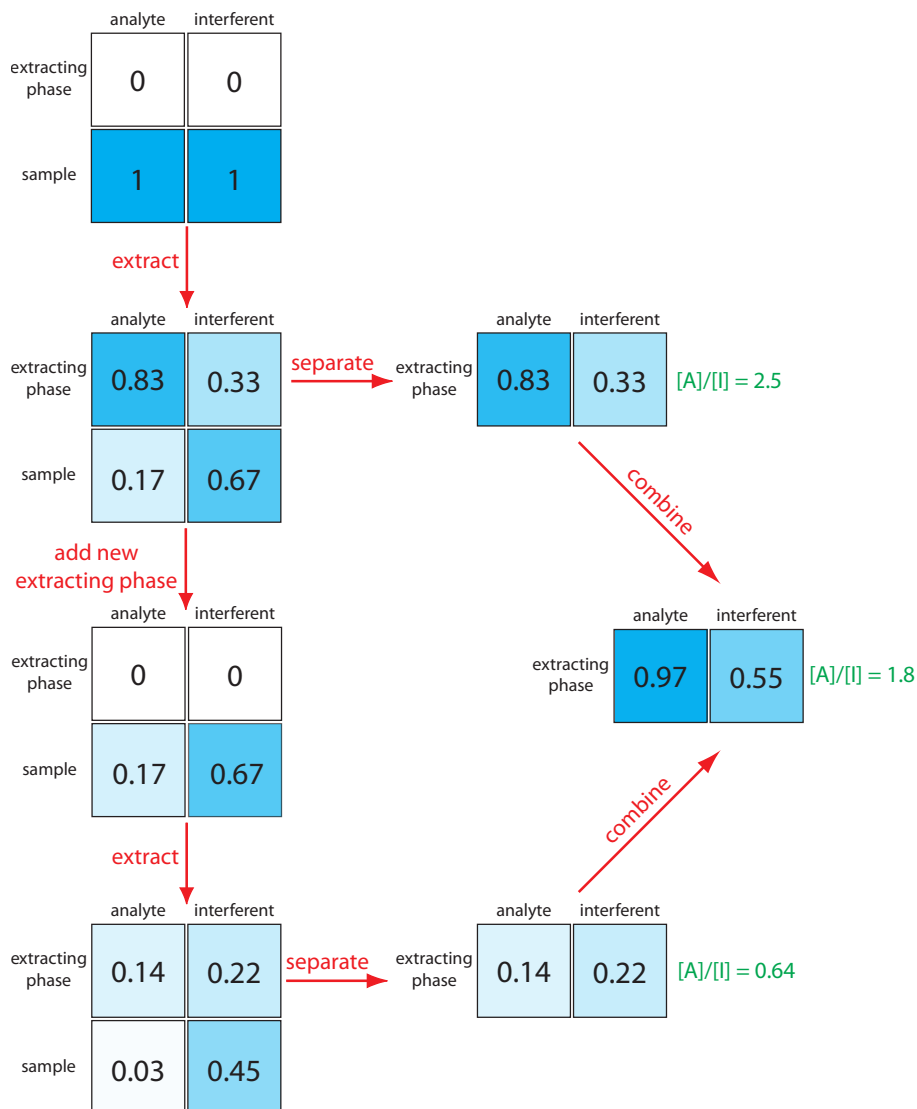 analyte interferent
extracting
phase
0 0
sample
1 1
extract
analyte interferent
extracting
phase
0.83 0.33
separate
analyte interferent
extracting
phase
0.83 0.33
[A]/[I] = 2.5
sample
0.17 0.67
combine
add new
extracting phase
analyte interferent
extracting
phase
0 0
sample
0.17 0.67
analyte interferent
extracting
phase
0.97 0.55
[A]/[I] = 1.8
combine
extract
analyte interferent
extracting
phase
0.14 0.22
separate
analyte interferent
extracting
phase
0.14 0.22
[A]/[I] = 0.64
sample
0.03 0.45